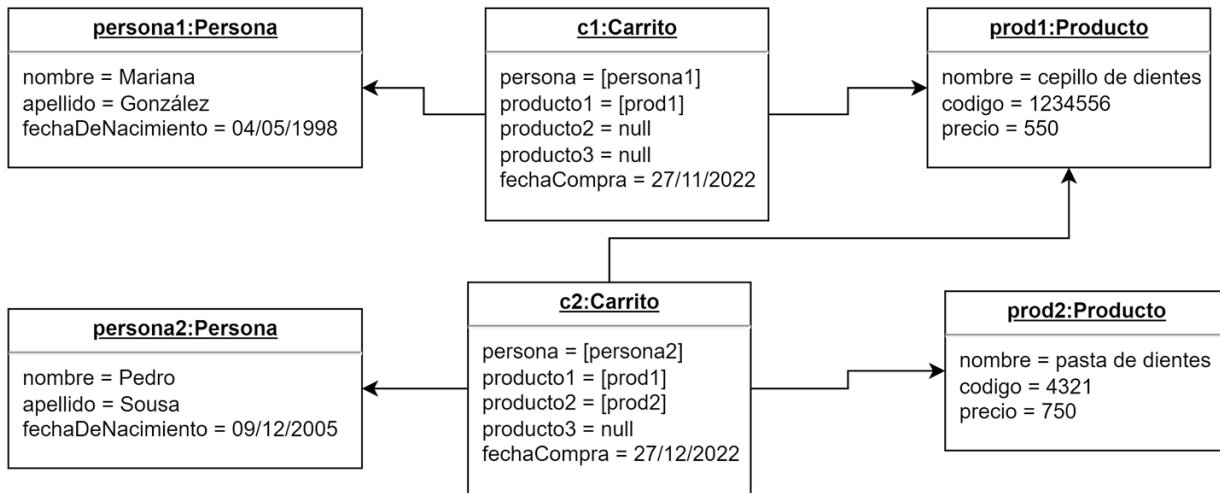 persona1:Persona
nombre = Mariana
apellido = González
fechaDeNacimiento = 04/05/1998
c1:Carrito
persona = [persona1]
producto1 = [prod1]
producto2 = null
producto3 = null
fechaCompra = 27/11/2022
prod1:Producto
nombre = cepillo de dientes
codigo = 1234556
precio = 550
persona2:Persona
nombre = Pedro
apellido = Sousa
fechaDeNacimiento = 09/12/2005
c2:Carrito
persona = [persona2]
producto1 = [prod1]
producto2 = [prod2]
producto3 = null
fechaCompra = 27/12/2022
prod2:Producto
nombre = pasta de dientes
codigo = 4321
precio = 750